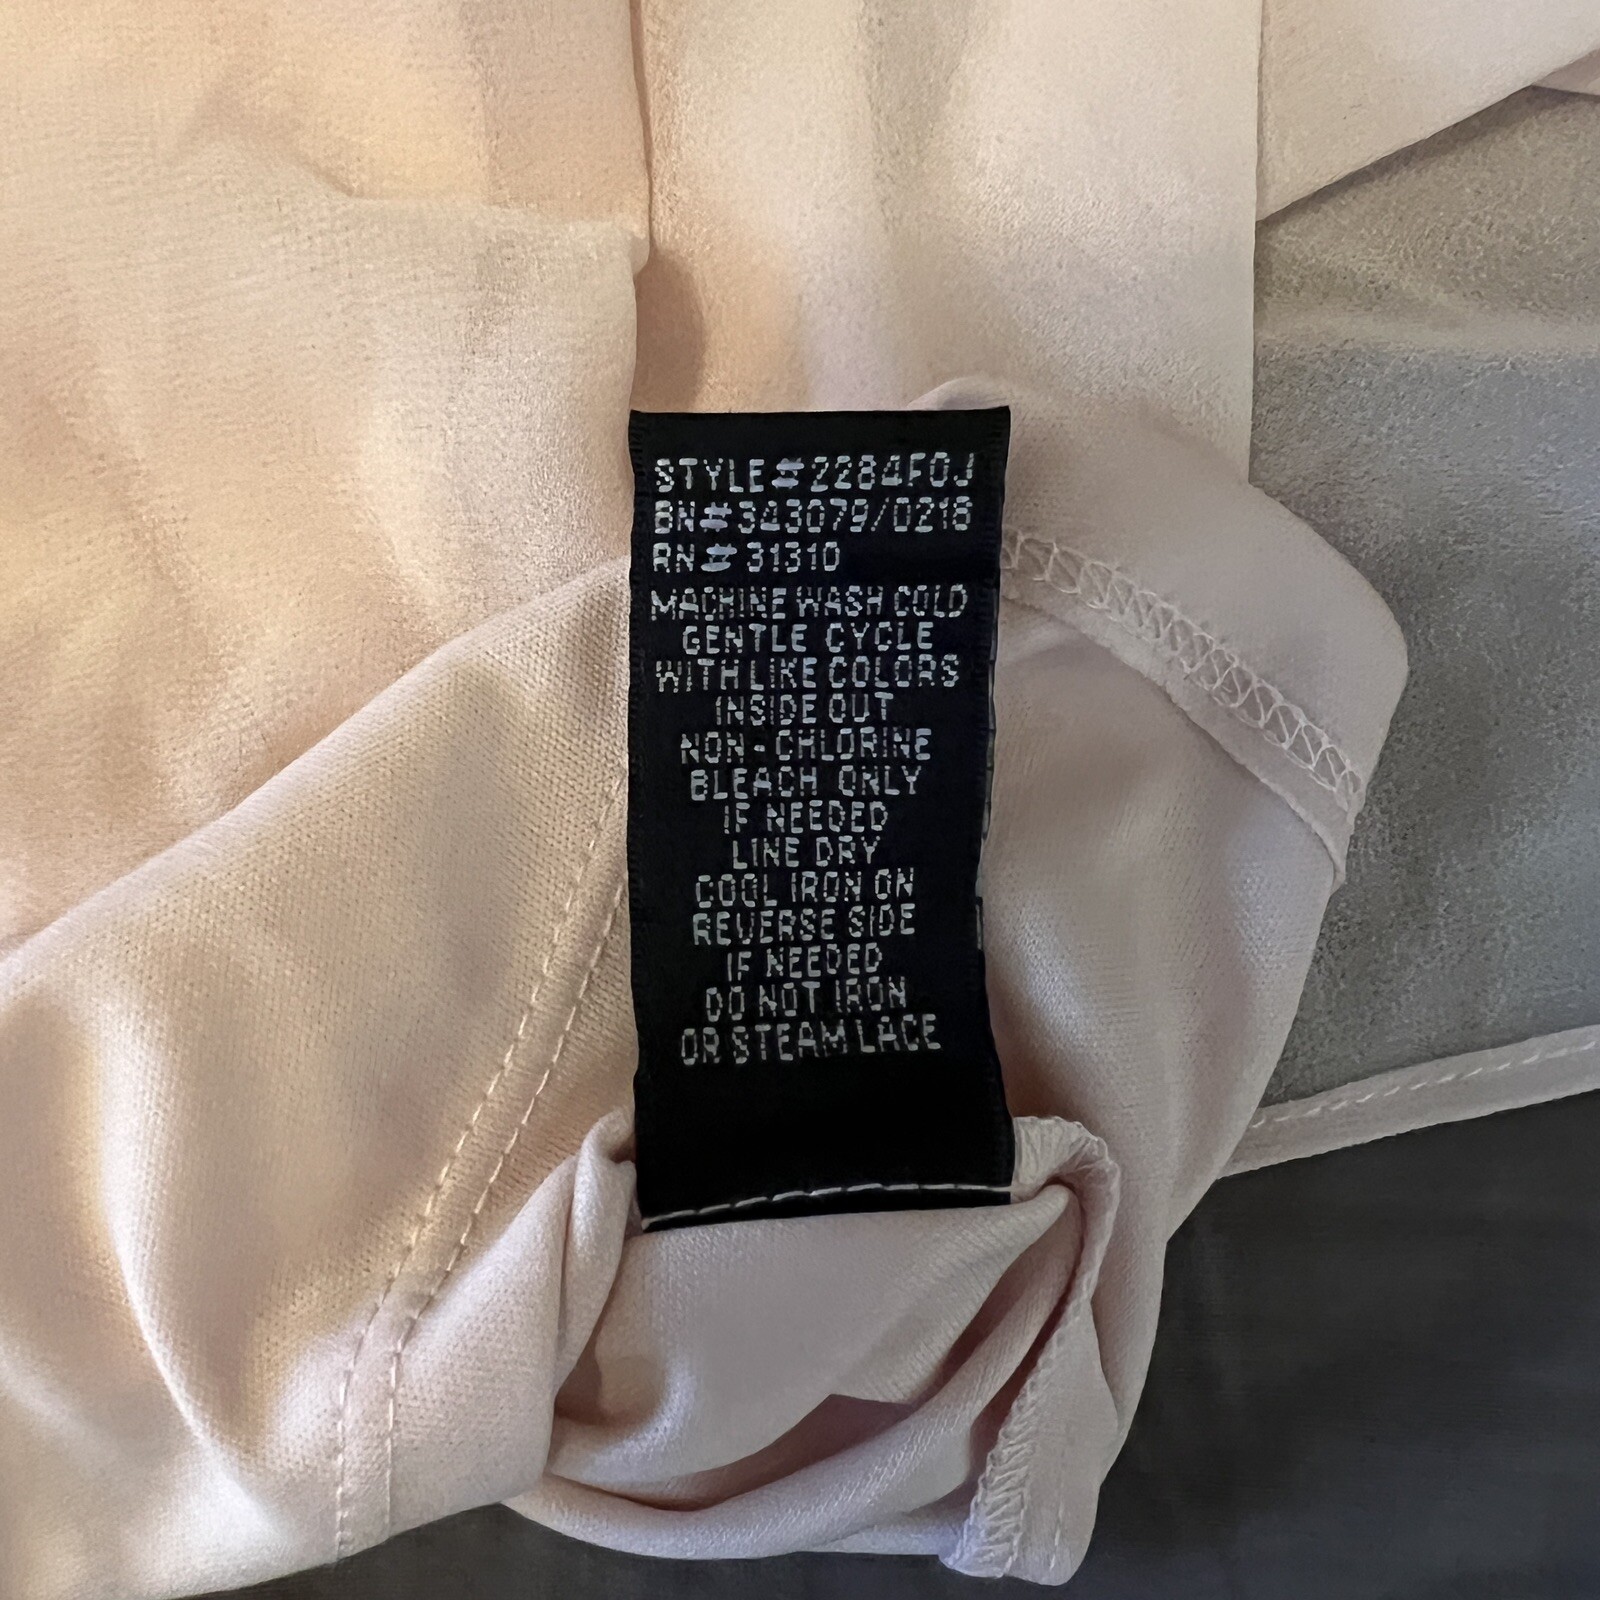 STYLE#2284F0J
BN#343079/0218
RN#31310
MACHINE WASH COLD
GENTLE CYCLE
WITH LIKE COLORS
INSIDE OUT
NON-CHLORINE
BLEACH ONLY
IF NEEDED
LINE DRY
COOL IRON ON
REVERSE SIDE
IF NEEDED
DO NOT IRON
OR STEAM LACE